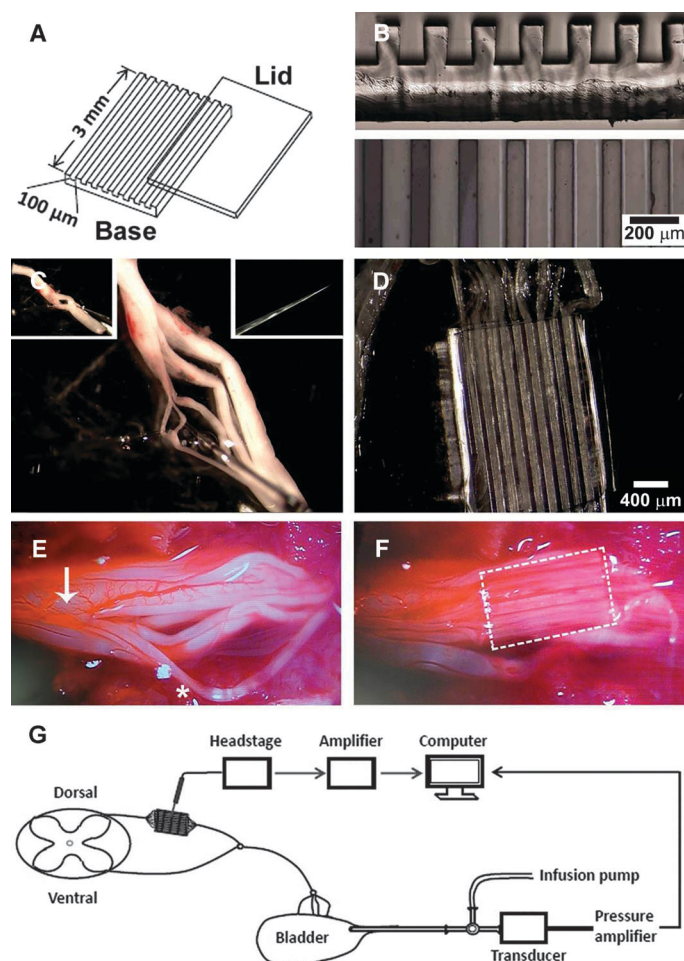 A
Lid
3 mm
100 μm
Base
B
200 μm
C
D
400 μm
E
*
F
G
Headstage
Amplifier
Computer
Dorsal
Ventral
Bladder
Infusion pump
Transducer
Pressure
amplifier